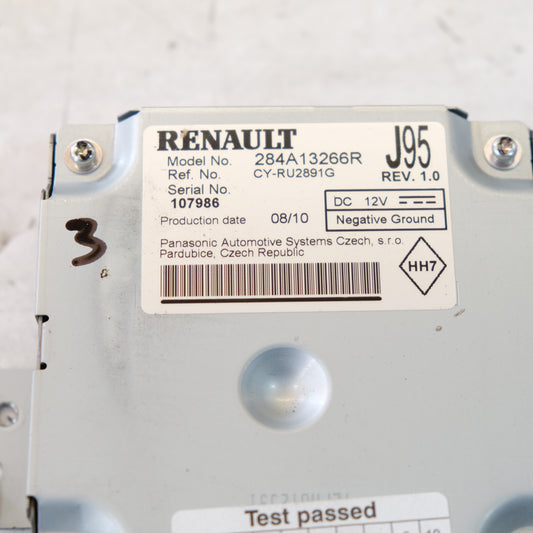 RENAULT
J95
Model No. 284A13266R
Ref. No. CY-RU2891G
REV. 1.0
Serial No.
107986
DC 12V
Production date 08/10
Negative Ground
Panasonic Automotive Systems Czech, s.r.o.
Pardubice, Czech Republic
HH7
3
Test passed